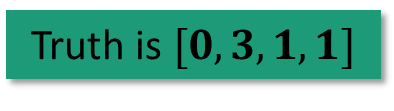 Truth is [0, 3, 1, 1]